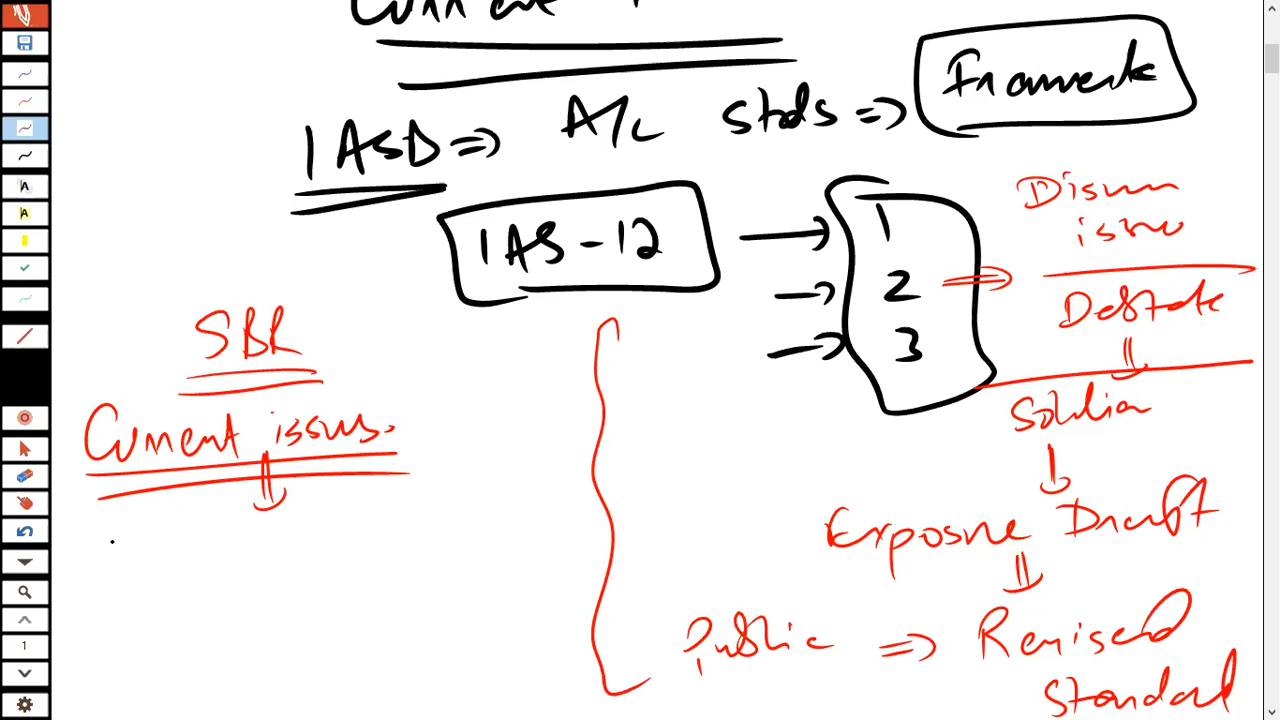 IASB => A/c stds => Framework
IAS-12
1
2
3
Discuss
issue
Debate
Solution
Exposure Draft
Public => Revised
standard
SBR
Current issues.
1